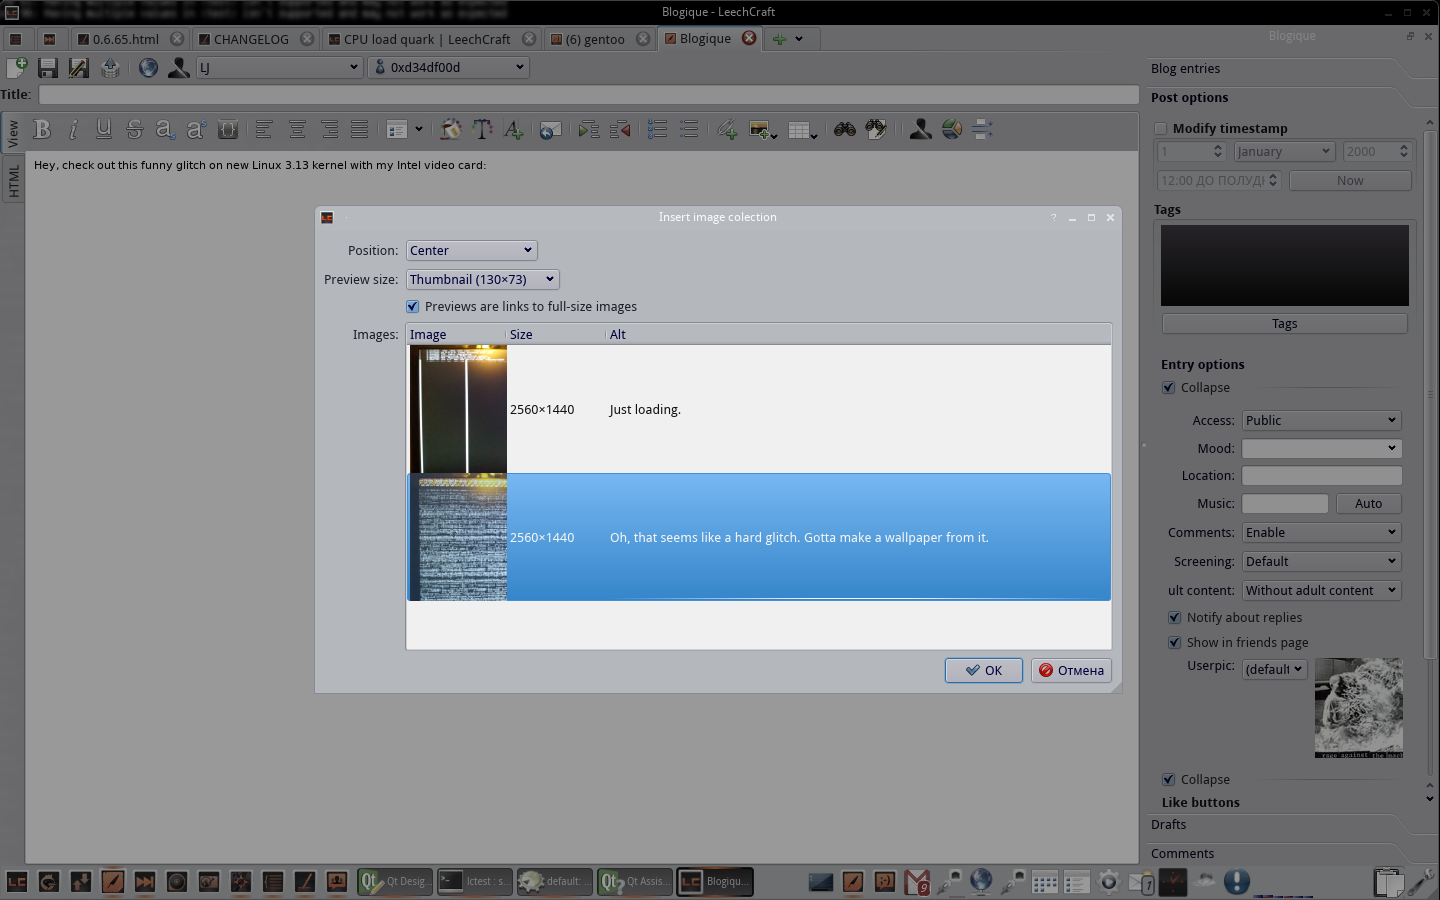 Blogique - LeechCraft
0.6.65.html
CHANGELOG
CPU load quark | LeechCraft
(6) gentoo
Blogique
Blogique
LJ
0xd34df00d
Title:
View
HTML
Hey, check out this funny glitch on new Linux 3.13 kernel with my Intel video card:
Insert image colection
Position: Center
Preview size: Thumbnail (130×73)
Previews are links to full-size images
Images:
Image Size Alt
2560×1440 Just loading.
2560×1440 Oh, that seems like a hard glitch. Gotta make a wallpaper from it.
OK
Отмена
Blog entries
Post options
Modify timestamp
1 January 2000
12:00 ДО ПОЛУДН
Now
Tags
Tags
Entry options
Collapse
Access: Public
Mood:
Location:
Music: Auto
Comments: Enable
Screening: Default
ult content: Without adult content
Notify about replies
Show in friends page
Userpic: (default
Collapse
Like buttons
Drafts
Comments
Qt Desig
lctest : s...
default: ...
Qt Assis...
Blogiqu...
9
1